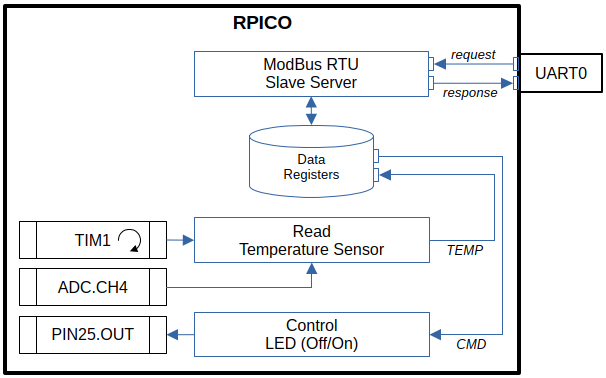 RPICO
ModBus RTU
Slave Server
request
response
UART0
Data
Registers
TIM1
Read
Temperature Sensor
TEMP
ADC.CH4
PIN25.OUT
Control
LED (Off/On)
CMD